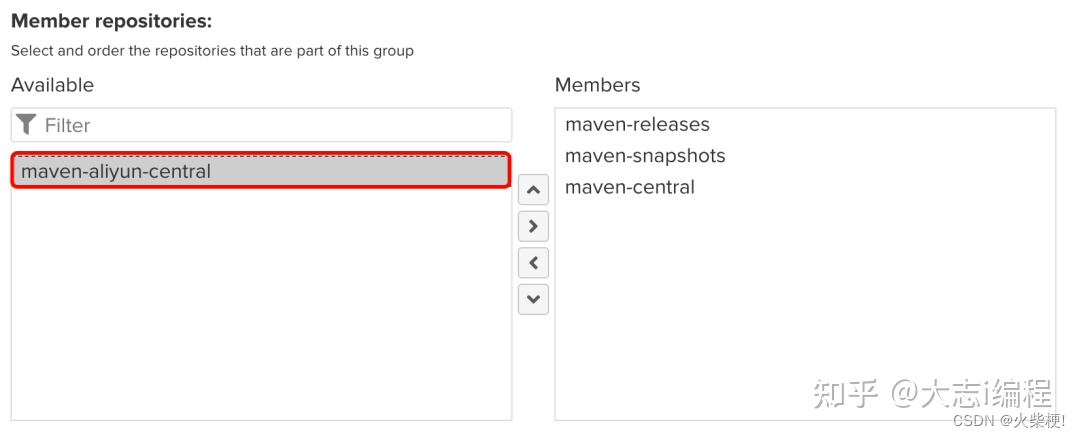 Member repositories:
Select and order the repositories that are part of this group
Available
Filter
maven-aliyun-central
Members
maven-releases
maven-snapshots
maven-central
知乎 @大志i编程
CSDN @火柴梗!